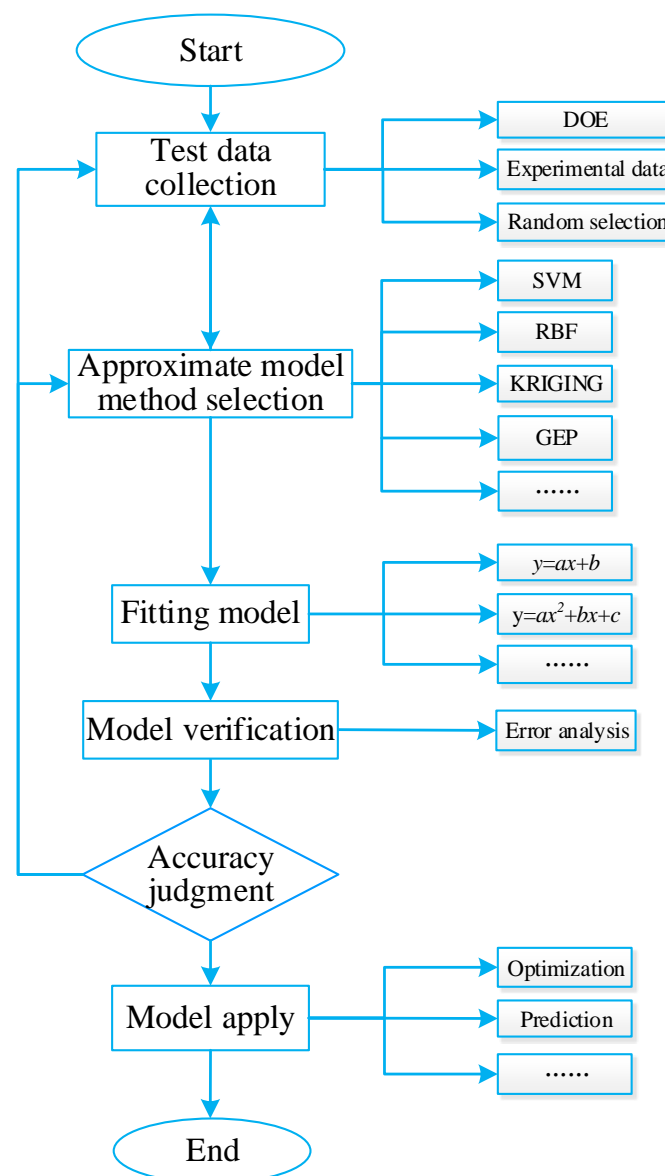 Start
Test data
collection
DOE
Experimental data
Random selection
Approximate model
method selection
SVM
RBF
KRIGING
GEP
......
Fitting model
y=ax+b
y=ax²+bx+c
......
Model verification
Error analysis
Accuracy
judgment
Model apply
Optimization
Prediction
......
End